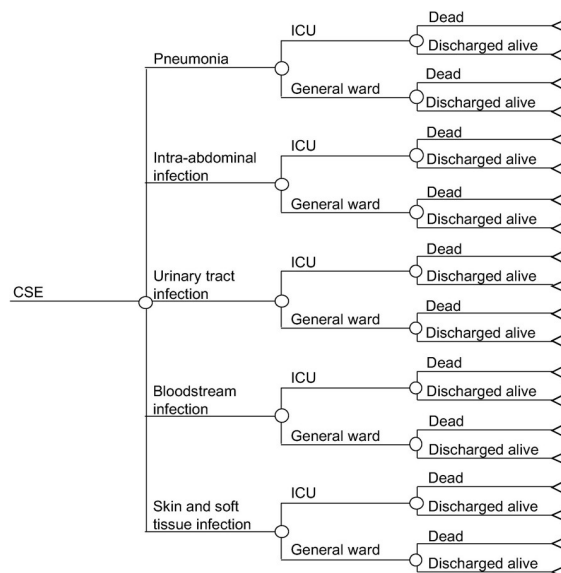 Dead
ICU
Discharged alive
Pneumonia
Dead
General ward
Discharged alive
Dead
ICU
Discharged alive
Intra-abdominal
infection
Dead
General ward
Discharged alive
Dead
ICU
Discharged alive
Urinary tract
infection
CSE
Dead
General ward
Discharged alive
Dead
ICU
Discharged alive
Bloodstream
infection
Dead
General ward
Discharged alive
Dead
ICU
Discharged alive
Skin and soft
tissue infection
Dead
General ward
Discharged alive